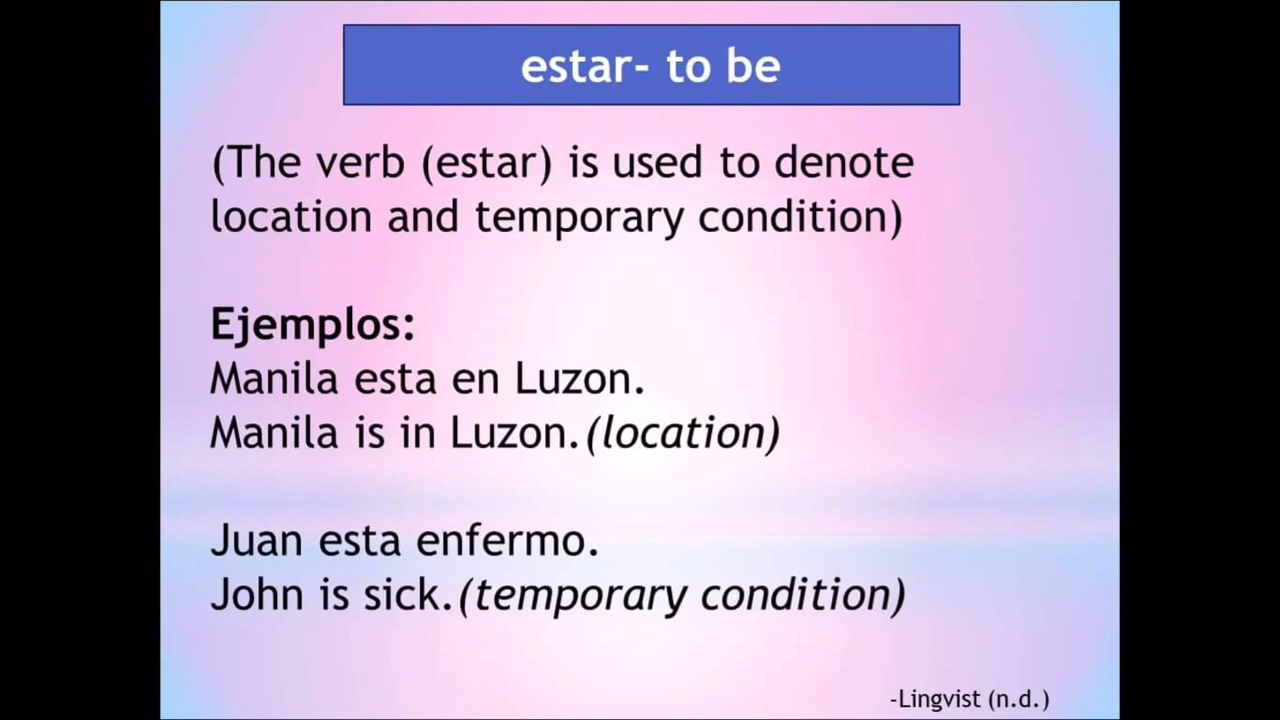 estar- to be
(The verb (estar) is used to denote
location and temporary condition)
Ejemplos:
Manila esta en Luzon.
Manila is in Luzon.(location)
Juan esta enfermo.
John is sick.(temporary condition)
-Lingvist (n.d.)